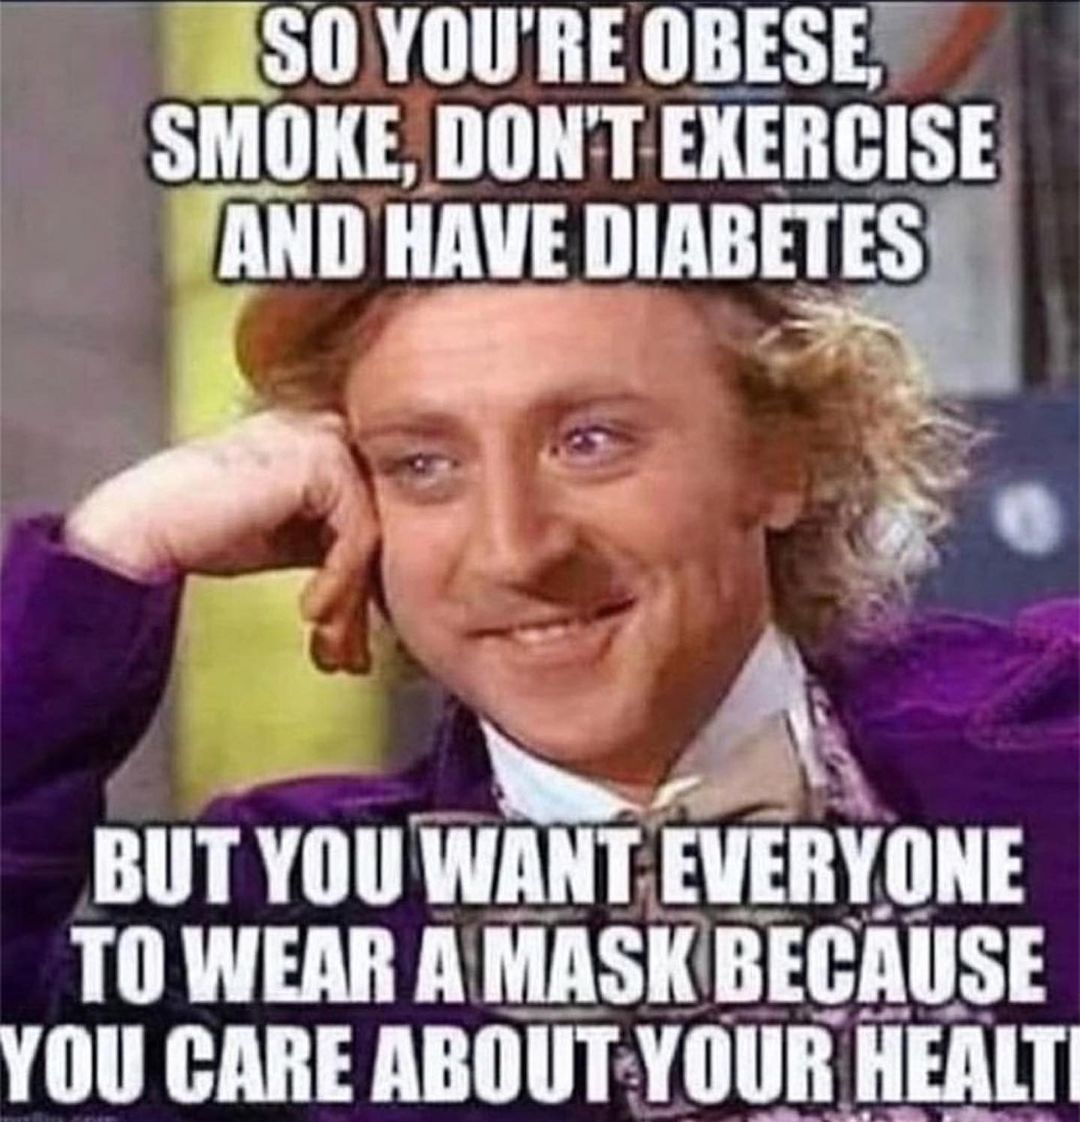 SO YOU'RE OBESE,
SMOKE, DON'T EXERCISE
AND HAVE DIABETES
BUT YOU WANT EVERYONE
TO WEAR A MASK BECAUSE
YOU CARE ABOUT YOUR HEALT